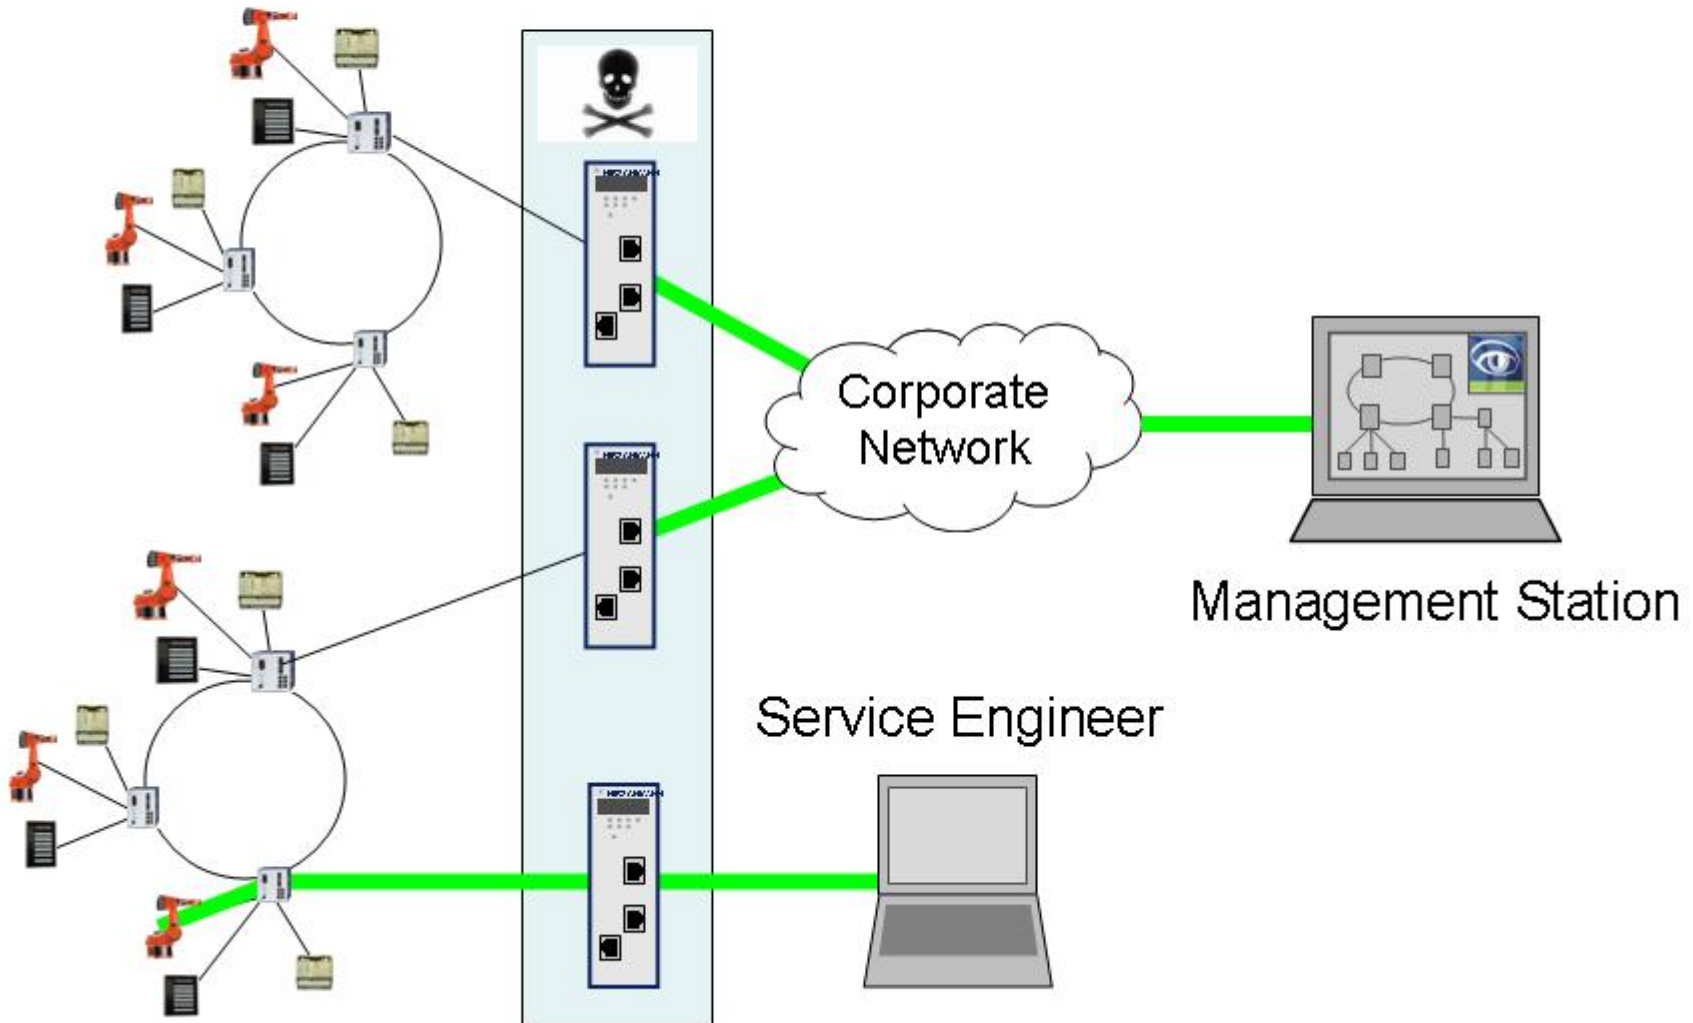 Corporate
Network
Management Station
Service Engineer